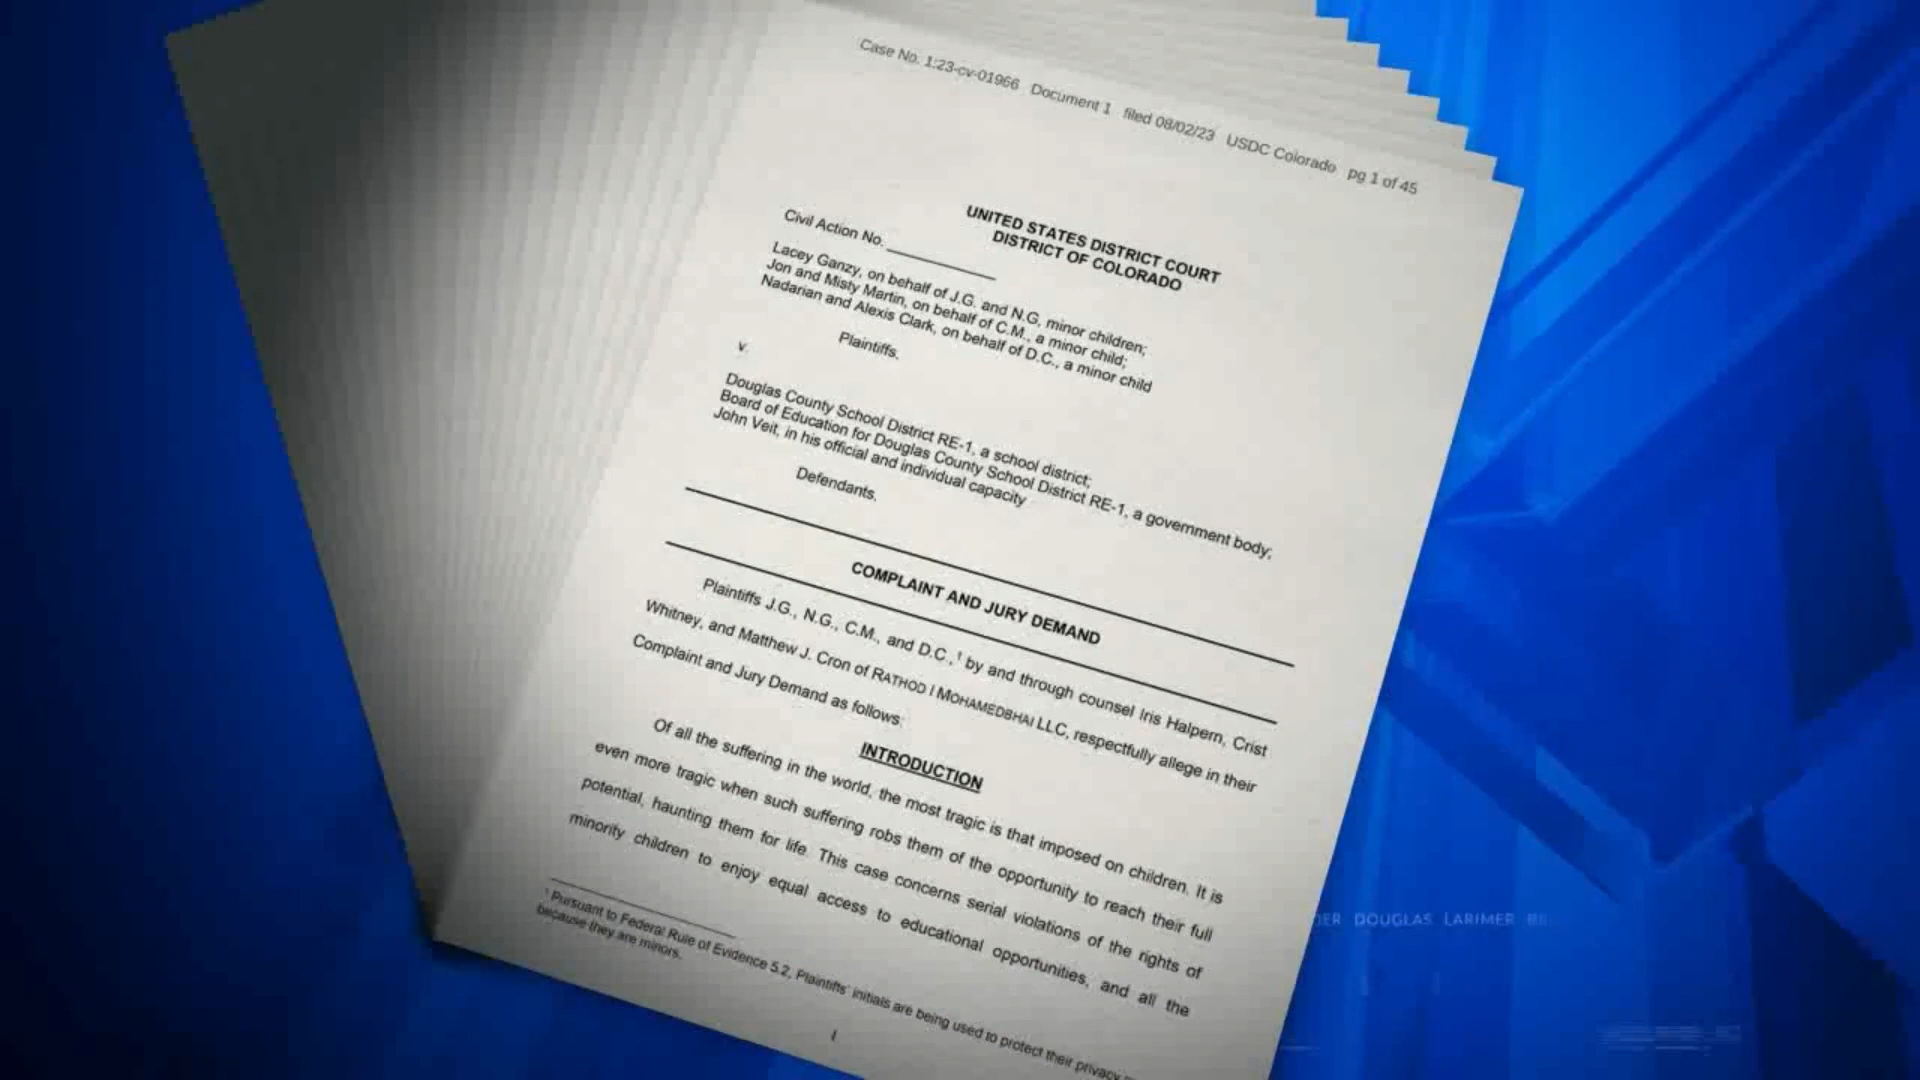 Case No. 1:23-cv-01966 Document 1 filed 08/02/23 USDC Colorado pg 1 of 45
UNITED STATES DISTRICT COURT
DISTRICT OF COLORADO
Civil Action No. ____________
Lacey Ganzy, on behalf of J.G. and N.G, minor children;
Jon and Misty Martin, on behalf of C.M., a minor child;
Nadarian and Alexis Clark, on behalf of D.C., a minor child
Plaintiffs,
v.
Douglas County School District RE-1, a school district;
Board of Education for Douglas County School District RE-1, a government body;
John Veit, in his official and individual capacity
Defendants.
COMPLAINT AND JURY DEMAND
Plaintiffs J.G., N.G., C.M., and D.C.,¹ by and through counsel Iris Halpern, Crist
Whitney, and Matthew J. Cron of RATHOD | MOHAMEDBHAI LLC, respectfully allege in their
Complaint and Jury Demand as follows:
INTRODUCTION
Of all the suffering in the world, the most tragic is that imposed on children. It is
even more tragic when such suffering robs them of the opportunity to reach their full
potential, haunting them for life. This case concerns serial violations of the rights of
minority children to enjoy equal access to educational opportunities, and all the
¹ Pursuant to Federal Rule of Evidence 5.2, Plaintiffs' initials are being used to protect their privacy
because they are minors.
1
DOUGLAS LARIMER